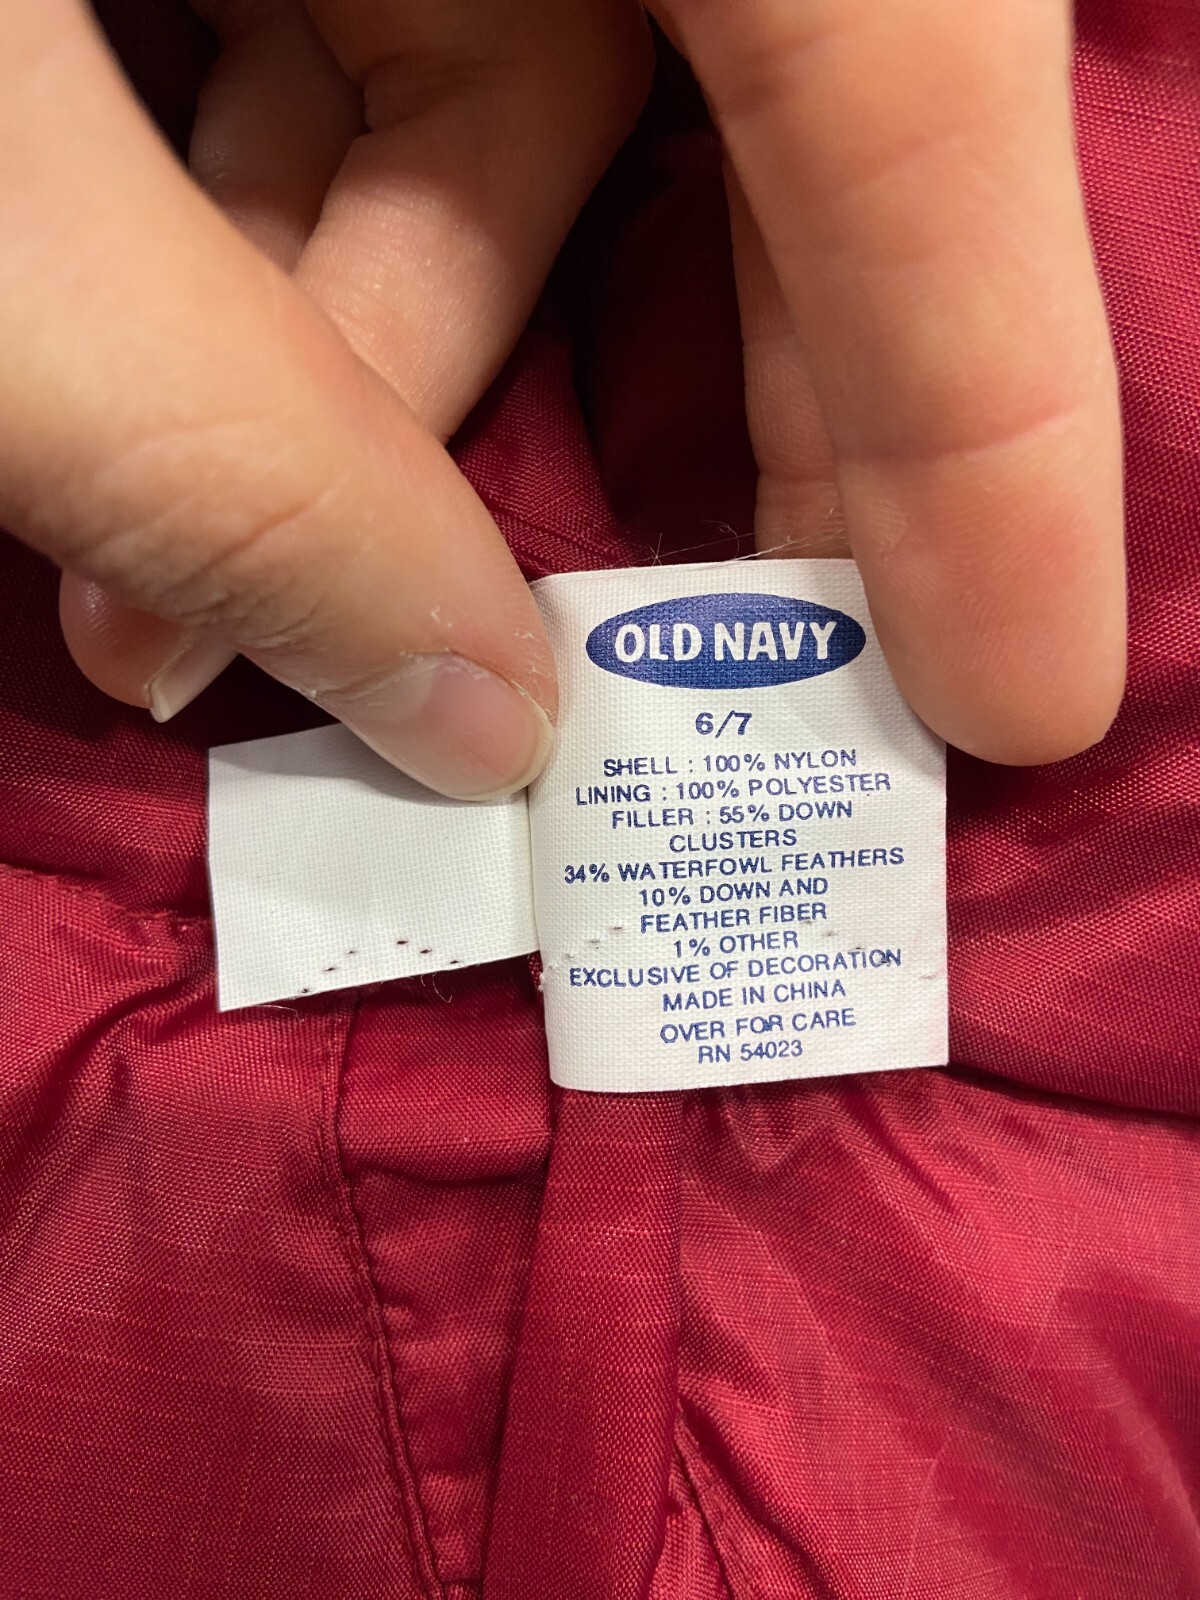 OLD NAVY
6/7
SHELL : 100% NYLON
LINING : 100% POLYESTER
FILLER : 55% DOWN
CLUSTERS
34% WATERFOWL FEATHERS
10% DOWN AND
FEATHER FIBER
1% OTHER
EXCLUSIVE OF DECORATION
MADE IN CHINA
OVER FOR CARE
RN 54023